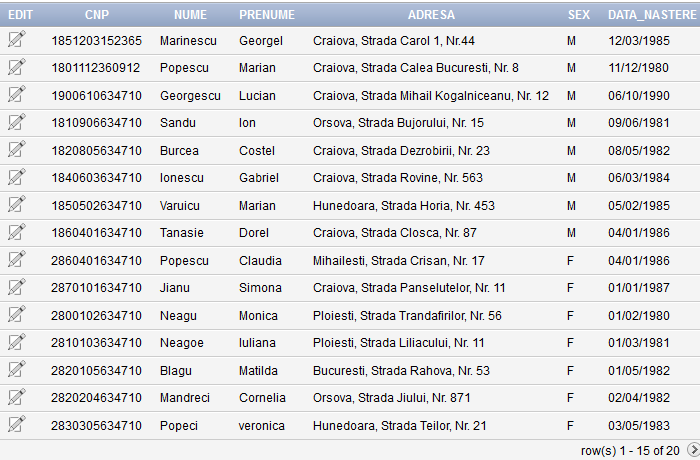 EDIT CNP NUME PRENUME ADRESA SEX DATA_NASTERE
1851203152365 Marinescu Georgel Craiova, Strada Carol 1, Nr.44 M 12/03/1985
1801112360912 Popescu Marian Craiova, Strada Calea Bucuresti, Nr. 8 M 11/12/1980
1900610634710 Georgescu Lucian Craiova, Strada Mihail Kogalniceanu, Nr. 12 M 06/10/1990
1810906634710 Sandu Ion Orsova, Strada Bujorului, Nr. 15 M 09/06/1981
1820805634710 Burcea Costel Craiova, Strada Dezrobirii, Nr. 23 M 08/05/1982
1840603634710 Ionescu Gabriel Craiova, Strada Rovine, Nr. 563 M 06/03/1984
1850502634710 Varuicu Marian Hunedoara, Strada Horia, Nr. 453 M 05/02/1985
1860401634710 Tanasie Dorel Craiova, Strada Closca, Nr. 87 M 04/01/1986
2860401634710 Popescu Claudia Mihailesti, Strada Crisan, Nr. 17 F 04/01/1986
2870101634710 Jianu Simona Craiova, Strada Panselutelor, Nr. 11 F 01/01/1987
2800102634710 Neagu Monica Ploiesti, Strada Trandafirilor, Nr. 56 F 01/02/1980
2810103634710 Neagoe Iuliana Ploiesti, Strada Liliacului, Nr. 11 F 01/03/1981
2820105634710 Blagu Matilda Bucuresti, Strada Rahova, Nr. 53 F 01/05/1982
2820204634710 Mandreci Cornelia Orsova, Strada Jiului, Nr. 871 F 02/04/1982
2830305634710 Popeci veronica Hunedoara, Strada Teilor, Nr. 21 F 03/05/1983
row(s) 1 - 15 of 20